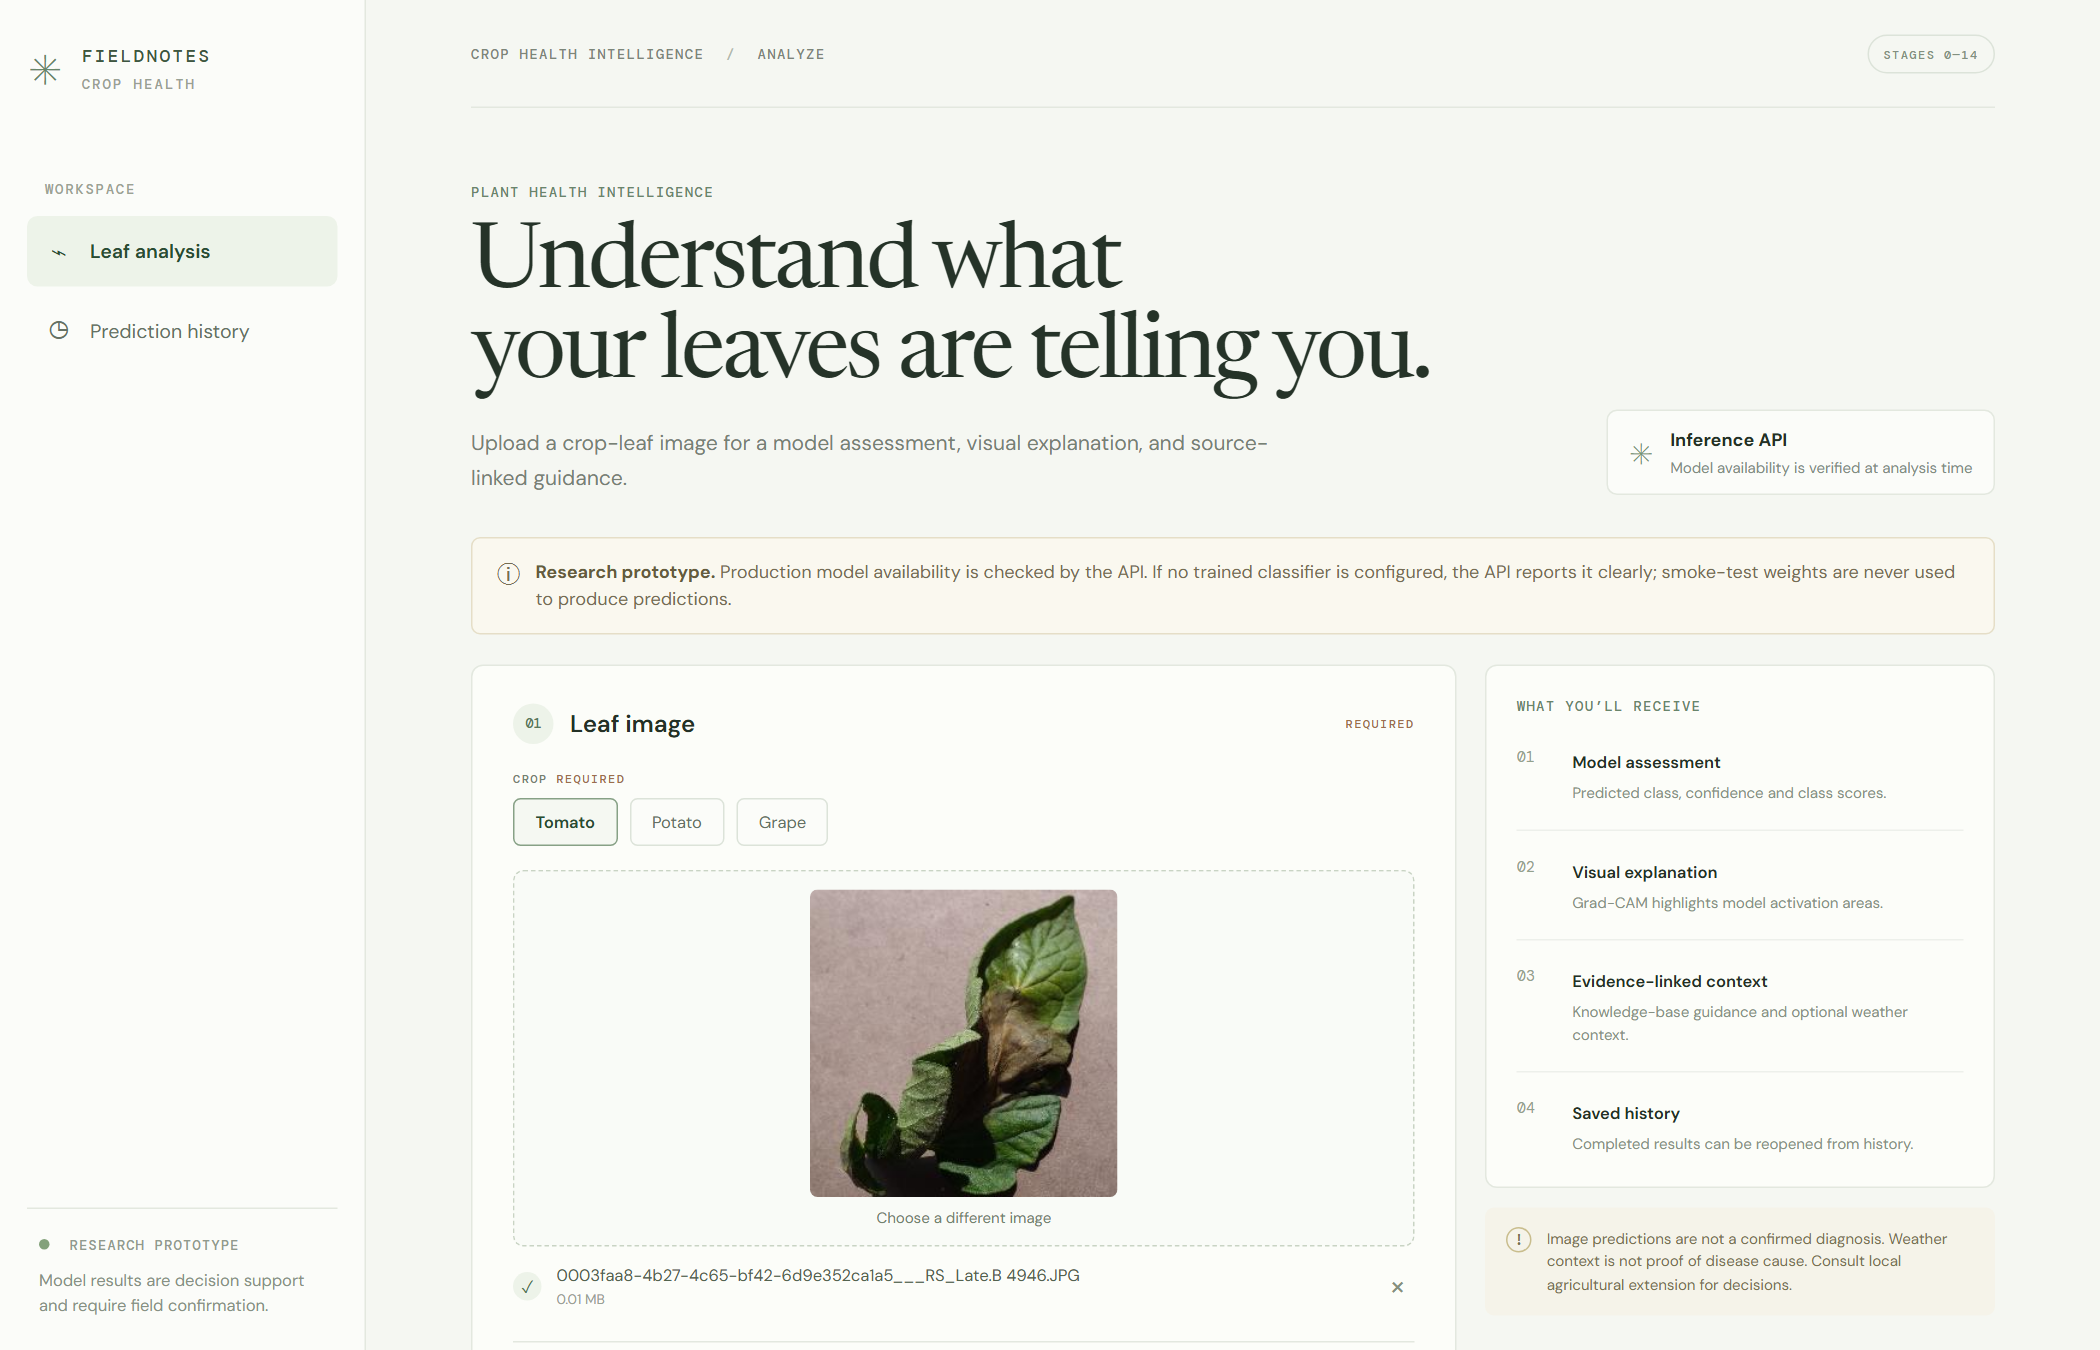 FIELDNOTES
CROP HEALTH
WORKSPACE
Leaf analysis
Prediction history
RESEARCH PROTOTYPE
Model results are decision support
and require field confirmation.
CROP HEALTH INTELLIGENCE / ANALYZE
STAGES 0—14
PLANT HEALTH INTELLIGENCE
Understand what
your leaves are telling you.
Upload a crop-leaf image for a model assessment, visual explanation, and source-
linked guidance.
Inference API
Model availability is verified at analysis time
Research prototype. Production model availability is checked by the API. If no trained classifier is configured, the API reports it clearly; smoke-test weights are never used
to produce predictions.
01 Leaf image
REQUIRED
CROP REQUIRED
Tomato Potato Grape
Choose a different image
0003faa8-4b27-4c65-bf42-6d9e352ca1a5___RS_Late.B 4946.JPG
0.01 MB
WHAT YOU’LL RECEIVE
01 Model assessment
Predicted class, confidence and class scores.
02 Visual explanation
Grad-CAM highlights model activation areas.
03 Evidence-linked context
Knowledge-base guidance and optional weather
context.
04 Saved history
Completed results can be reopened from history.
Image predictions are not a confirmed diagnosis. Weather
context is not proof of disease cause. Consult local
agricultural extension for decisions.